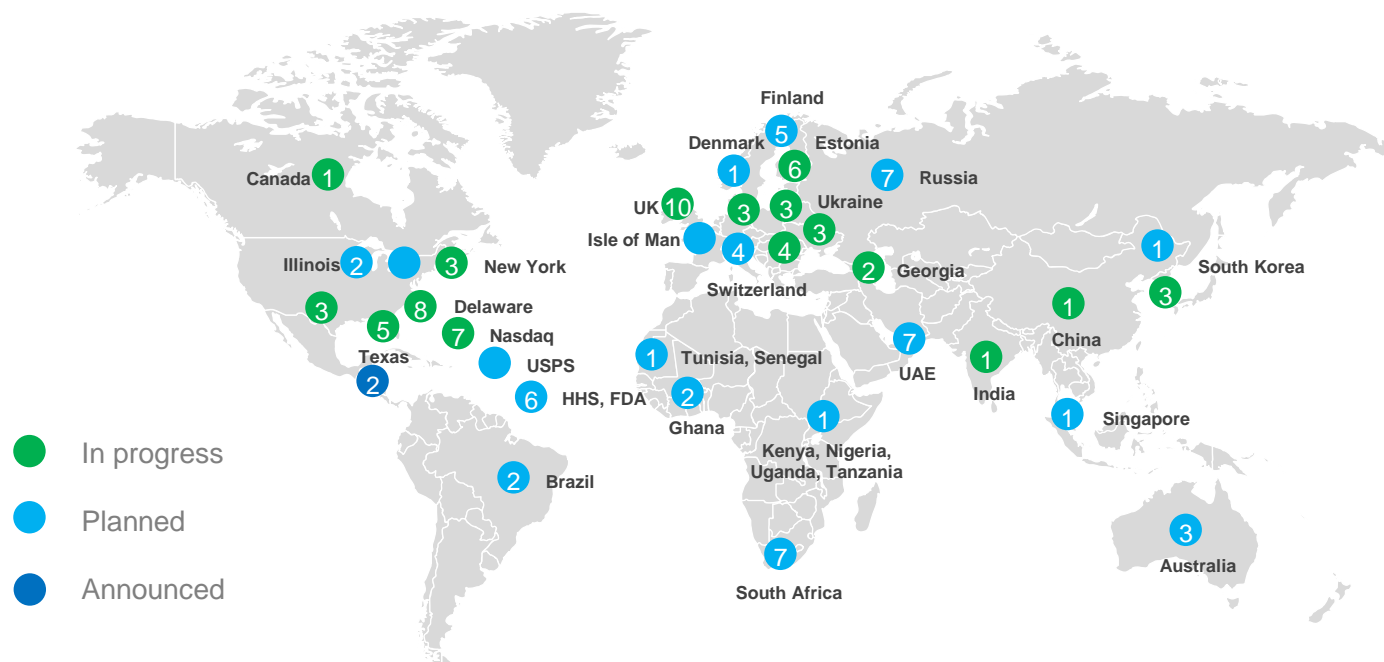 Finland
5
Denmark
Estonia
1
6
Canada
1
7
Russia
UK
10
3
3
Ukraine
3
Isle of Man
4
4
1
South Korea
Illinois
2
3
New York
2
Georgia
Switzerland
3
3
8
Delaware
1
China
5
7
Nasdaq
7
UAE
1
India
Texas
USPS
1
Tunisia, Senegal
2
6
HHS, FDA
2
Ghana
1
Kenya, Nigeria,
Uganda, Tanzania
1
Singapore
In progress
2
Brazil
Planned
3
Australia
7
South Africa
Announced